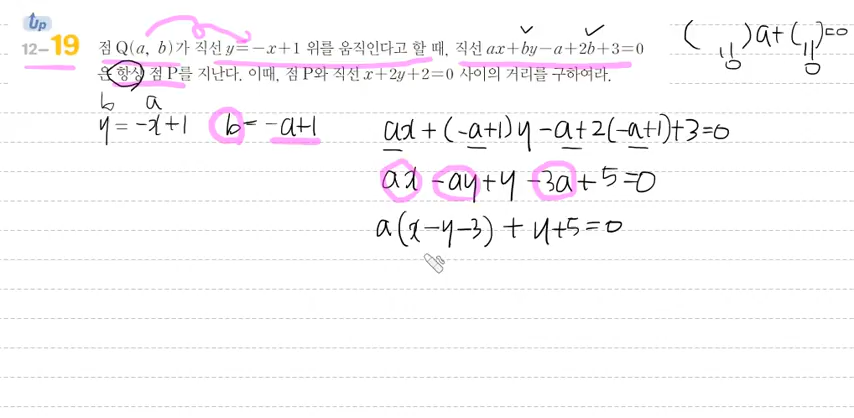 Up
12-19
점 Q(a, b)가 직선 y=-x+1 위를 움직인다고 할 때, 직선 ax+by-a+2b+3=0
은 항상 점 P를 지난다. 이때, 점 P와 직선 x+2y+2=0 사이의 거리를 구하여라.
( )a+( )=0
|| ||
0 0
b a
y = -x+1 b = -a+1
ax + (-a+1) y - a + 2(-a+1) + 3 = 0
ax - ay + y - 3a + 5 = 0
a(x-y-3) + y+5 = 0